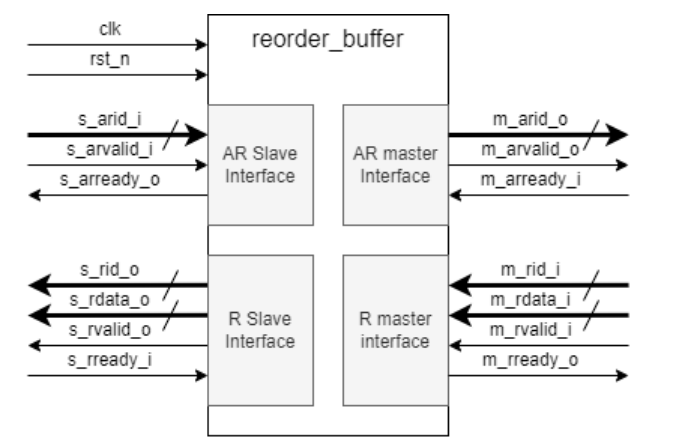 reorder_buffer
clk
rst_n
s_arid_i
s_arvalid_i
s_arready_o
AR Slave
Interface
AR master
Interface
m_arid_o
m_arvalid_o
m_arready_i
s_rid_o
s_rdata_o
s_rvalid_o
s_rready_i
R Slave
Interface
R master
interface
m_rid_i
m_rdata_i
m_rvalid_i
m_rready_o